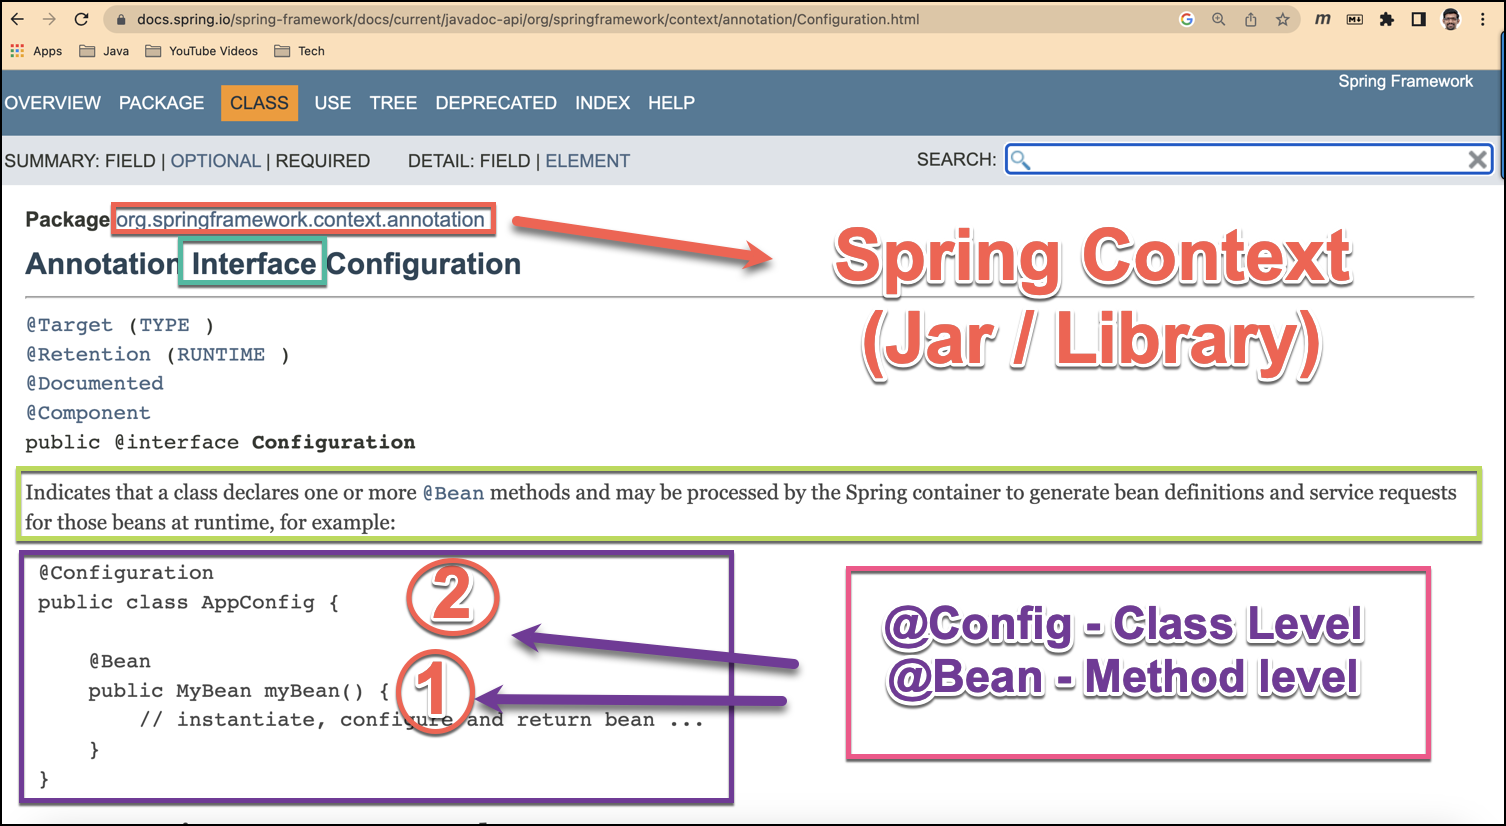 docs.spring.io/spring-framework/docs/current/javadoc-api/org/springframework/context/annotation/Configuration.html
Apps Java YouTube Videos Tech
Spring Framework
OVERVIEW PACKAGE CLASS USE TREE DEPRECATED INDEX HELP
SUMMARY: FIELD | OPTIONAL | REQUIRED DETAIL: FIELD | ELEMENT SEARCH:
Package org.springframework.context.annotation
Annotation Interface Configuration
Spring Context
(Jar / Library)
@Target (TYPE )
@Retention (RUNTIME )
@Documented
@Component
public @interface Configuration
Indicates that a class declares one or more @Bean methods and may be processed by the Spring container to generate bean definitions and service requests
for those beans at runtime, for example:
@Configuration
public class AppConfig {
2
@Bean
public MyBean myBean() {
1
// instantiate, configure and return bean ...
}
}
@Config - Class Level
@Bean - Method level